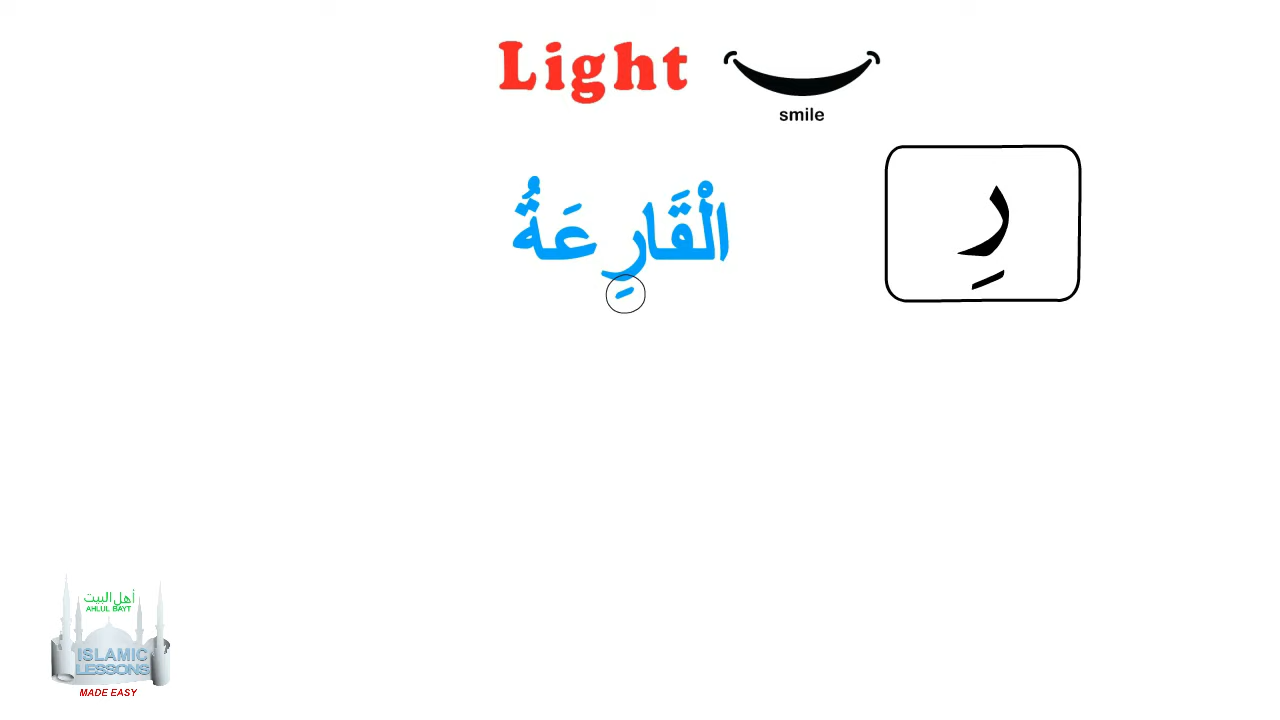 Light
smile
الْقَارِعَةُ
رِ
أهل البيت
AHLUL BAYT
ISLAMIC
LESSONS
MADE EASY